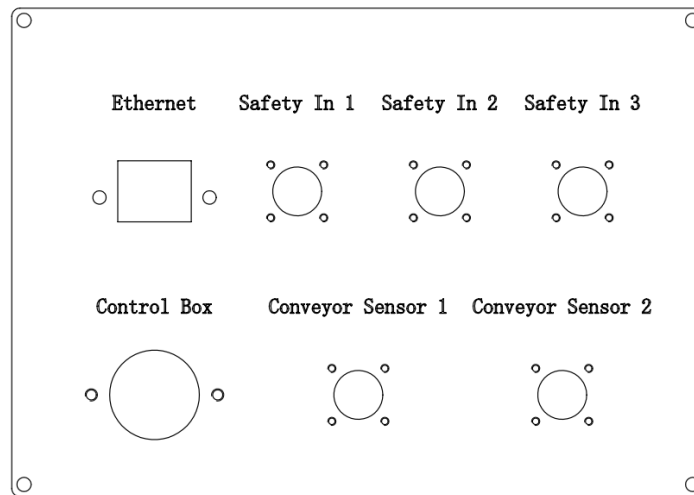 Ethernet Safety In 1 Safety In 2 Safety In 3
Control Box Conveyor Sensor 1 Conveyor Sensor 2